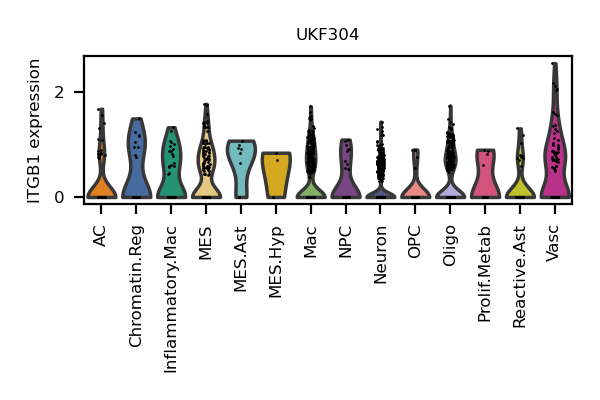 UKF304
ITGB1 expression
2
0
AC
Chromatin.Reg
Inflammatory.Mac
MES
MES.Ast
MES.Hyp
Mac
NPC
Neuron
OPC
Oligo
Prolif.Metab
Reactive.Ast
Vasc